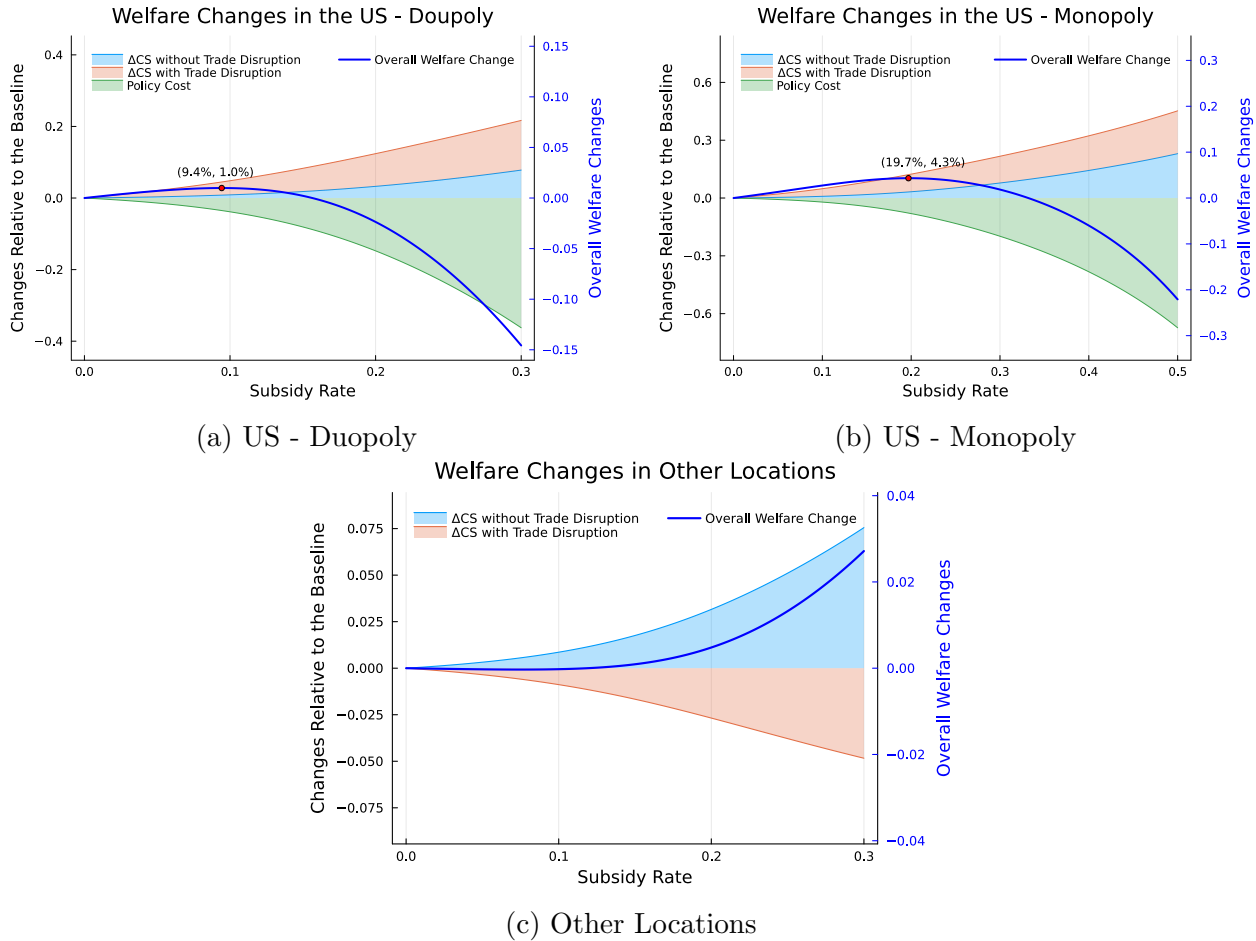 Welfare Changes in the US - Doupoly
Changes Relative to the Baseline
0.4
0.2
0.0
−0.2
−0.4
ΔCS without Trade Disruption
ΔCS with Trade Disruption
Policy Cost
Overall Welfare Change
(9.4%, 1.0%)
0.15
0.10
0.05
0.00
−0.05
−0.10
−0.15
Overall Welfare Changes
0.0 0.1 0.2 0.3
Subsidy Rate
(a) US - Duopoly
Welfare Changes in the US - Monopoly
Changes Relative to the Baseline
0.6
0.3
0.0
−0.3
−0.6
ΔCS without Trade Disruption
ΔCS with Trade Disruption
Policy Cost
Overall Welfare Change
(19.7%, 4.3%)
0.3
0.2
0.1
0.0
−0.1
−0.2
−0.3
Overall Welfare Changes
0.0 0.1 0.2 0.3 0.4 0.5
Subsidy Rate
(b) US - Monopoly
Welfare Changes in Other Locations
Changes Relative to the Baseline
0.075
0.050
0.025
0.000
−0.025
−0.050
−0.075
ΔCS without Trade Disruption
ΔCS with Trade Disruption
Overall Welfare Change
0.04
0.02
0.00
−0.02
−0.04
Overall Welfare Changes
0.0 0.1 0.2 0.3
Subsidy Rate
(c) Other Locations